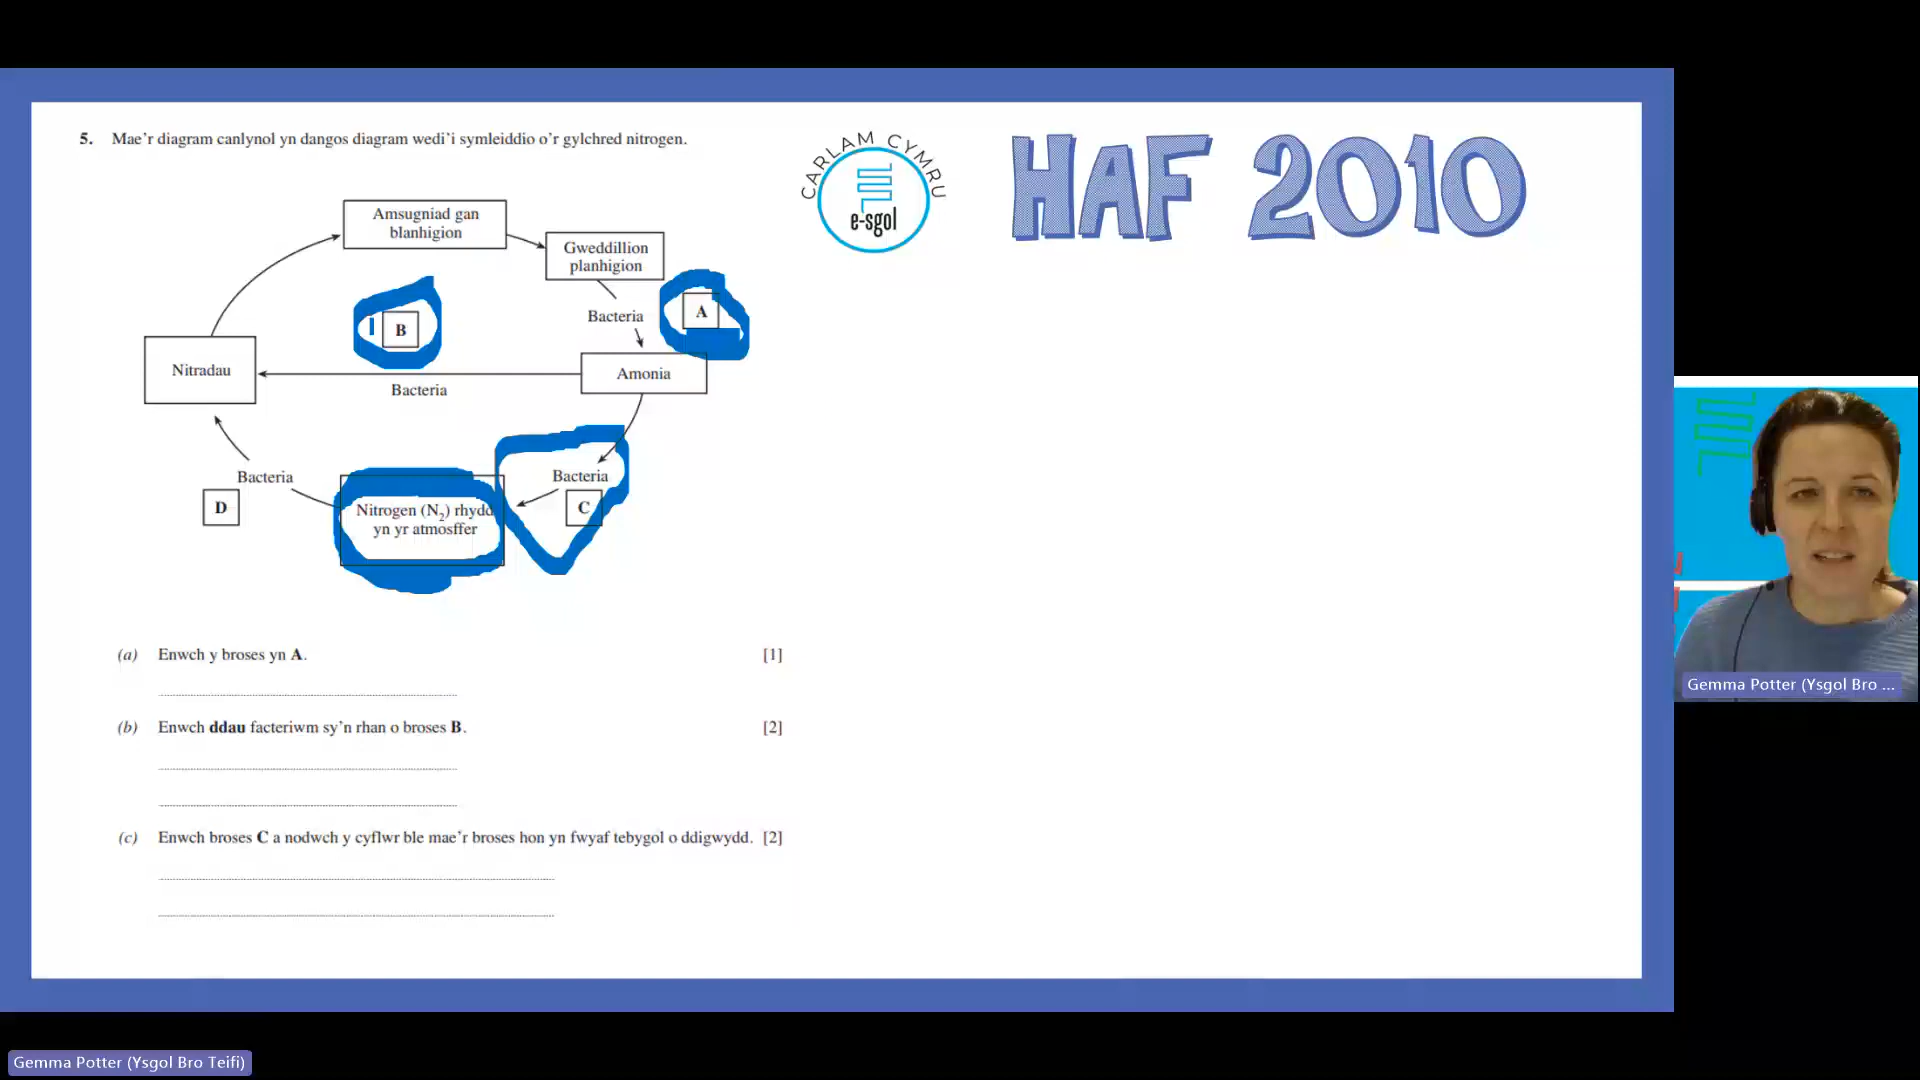 5. Mae'r diagram canlynol yn dangos diagram wedi'i symleiddio o'r gylchred nitrogen.
CARLAM CYMRU
e-sgol
HAF 2010
Amsugniad gan
blanhigion
Gweddillion
planhigion
Bacteria
A
B
Nitradau
Amonia
Bacteria
Bacteria
C
Bacteria
D
Nitrogen (N2) rhydd
yn yr atmosffer
(a) Enwch y broses yn A. [1]
(b) Enwch ddau facteriwm sy'n rhan o broses B. [2]
(c) Enwch broses C a nodwch y cyflwr ble mae'r broses hon yn fwyaf tebygol o ddigwydd. [2]
Gemma Potter (Ysgol Bro ...
Gemma Potter (Ysgol Bro Teifi)